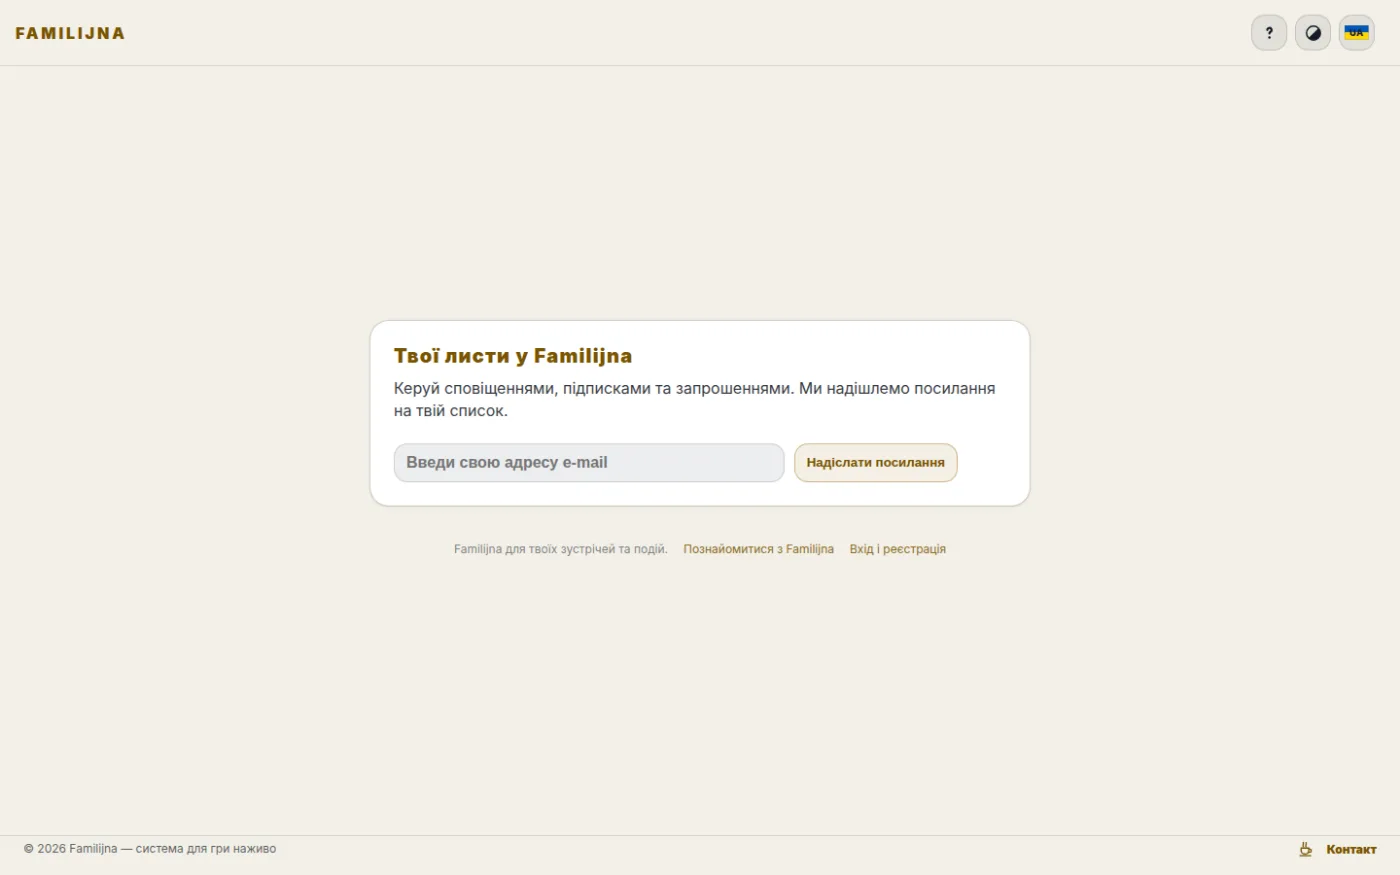 FAMILIJNA
?
UA
Твої листи у Familijna
Керуй сповіщеннями, підписками та запрошеннями. Ми надішлемо посилання
на твій список.
Введи свою адресу e-mail
Надіслати посилання
Familijna для твоїх зустрічей та подій. Познайомитися з Familijna Вхід і реєстрація
© 2026 Familijna — система для гри наживо
Контакт